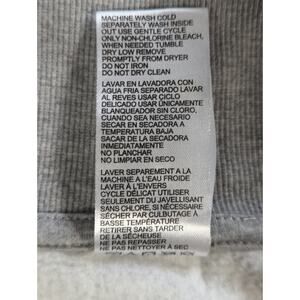 MACHINE WASH COLD
SEPARATELY WASH INSIDE
OUT USE GENTLE CYCLE
ONLY NON-CHLORINE BLEACH,
WHEN NEEDED TUMBLE
DRY LOW REMOVE
PROMPTLY FROM DRYER
DO NOT IRON
DO NOT DRY CLEAN
LAVAR EN LAVADORA CON
AGUA FRIA SEPARADO LAVAR
AL REVES USAR CICLO
DELICADO USAR ÚNICAMENTE
BLANQUEADOR SIN CLORO,
CUANDO SEA NECESARIO
SECAR EN SECADORA A
TEMPERATURA BAJA
SACAR DE LA SECADORA
INMEDIATAMENTE
NO PLANCHAR
NO LIMPIAR EN SECO
LAVER SEPAREMENT A LA
MACHINE A L'EAU FROIDE
LAVER À L'ENVERS
CYCLE DÉLICAT UTILISER
SEULEMENT DU JAVELLISANT
SANS CHLORE, SI NÉCESSAIRE
SÉCHER PAR CULBUTAGE À
BASSE TEMPÉRATURE
RETIRER SANS TARDER
DE LA SÉCHEUSE
NE PAS REPASSER
NE PAS NETTOYER À SEC